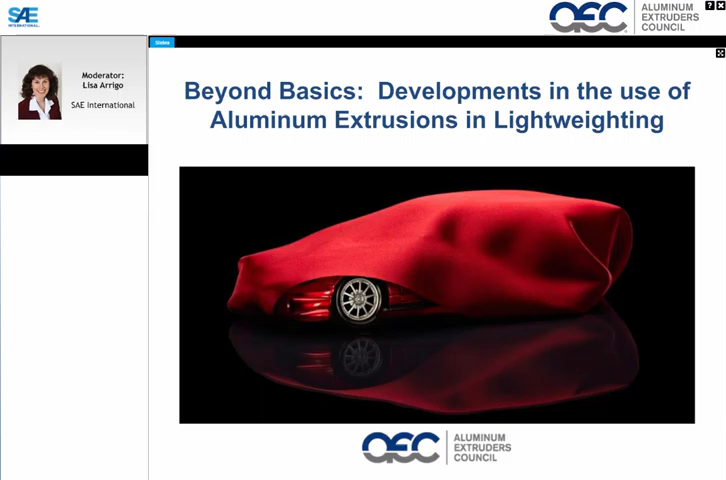 SAE
INTERNATIONAL
AEC
ALUMINUM
EXTRUDERS
COUNCIL
?
Slides
Moderator:
Lisa Arrigo
SAE International
Beyond Basics: Developments in the use of
Aluminum Extrusions in Lightweighting
AEC
ALUMINUM
EXTRUDERS
COUNCIL